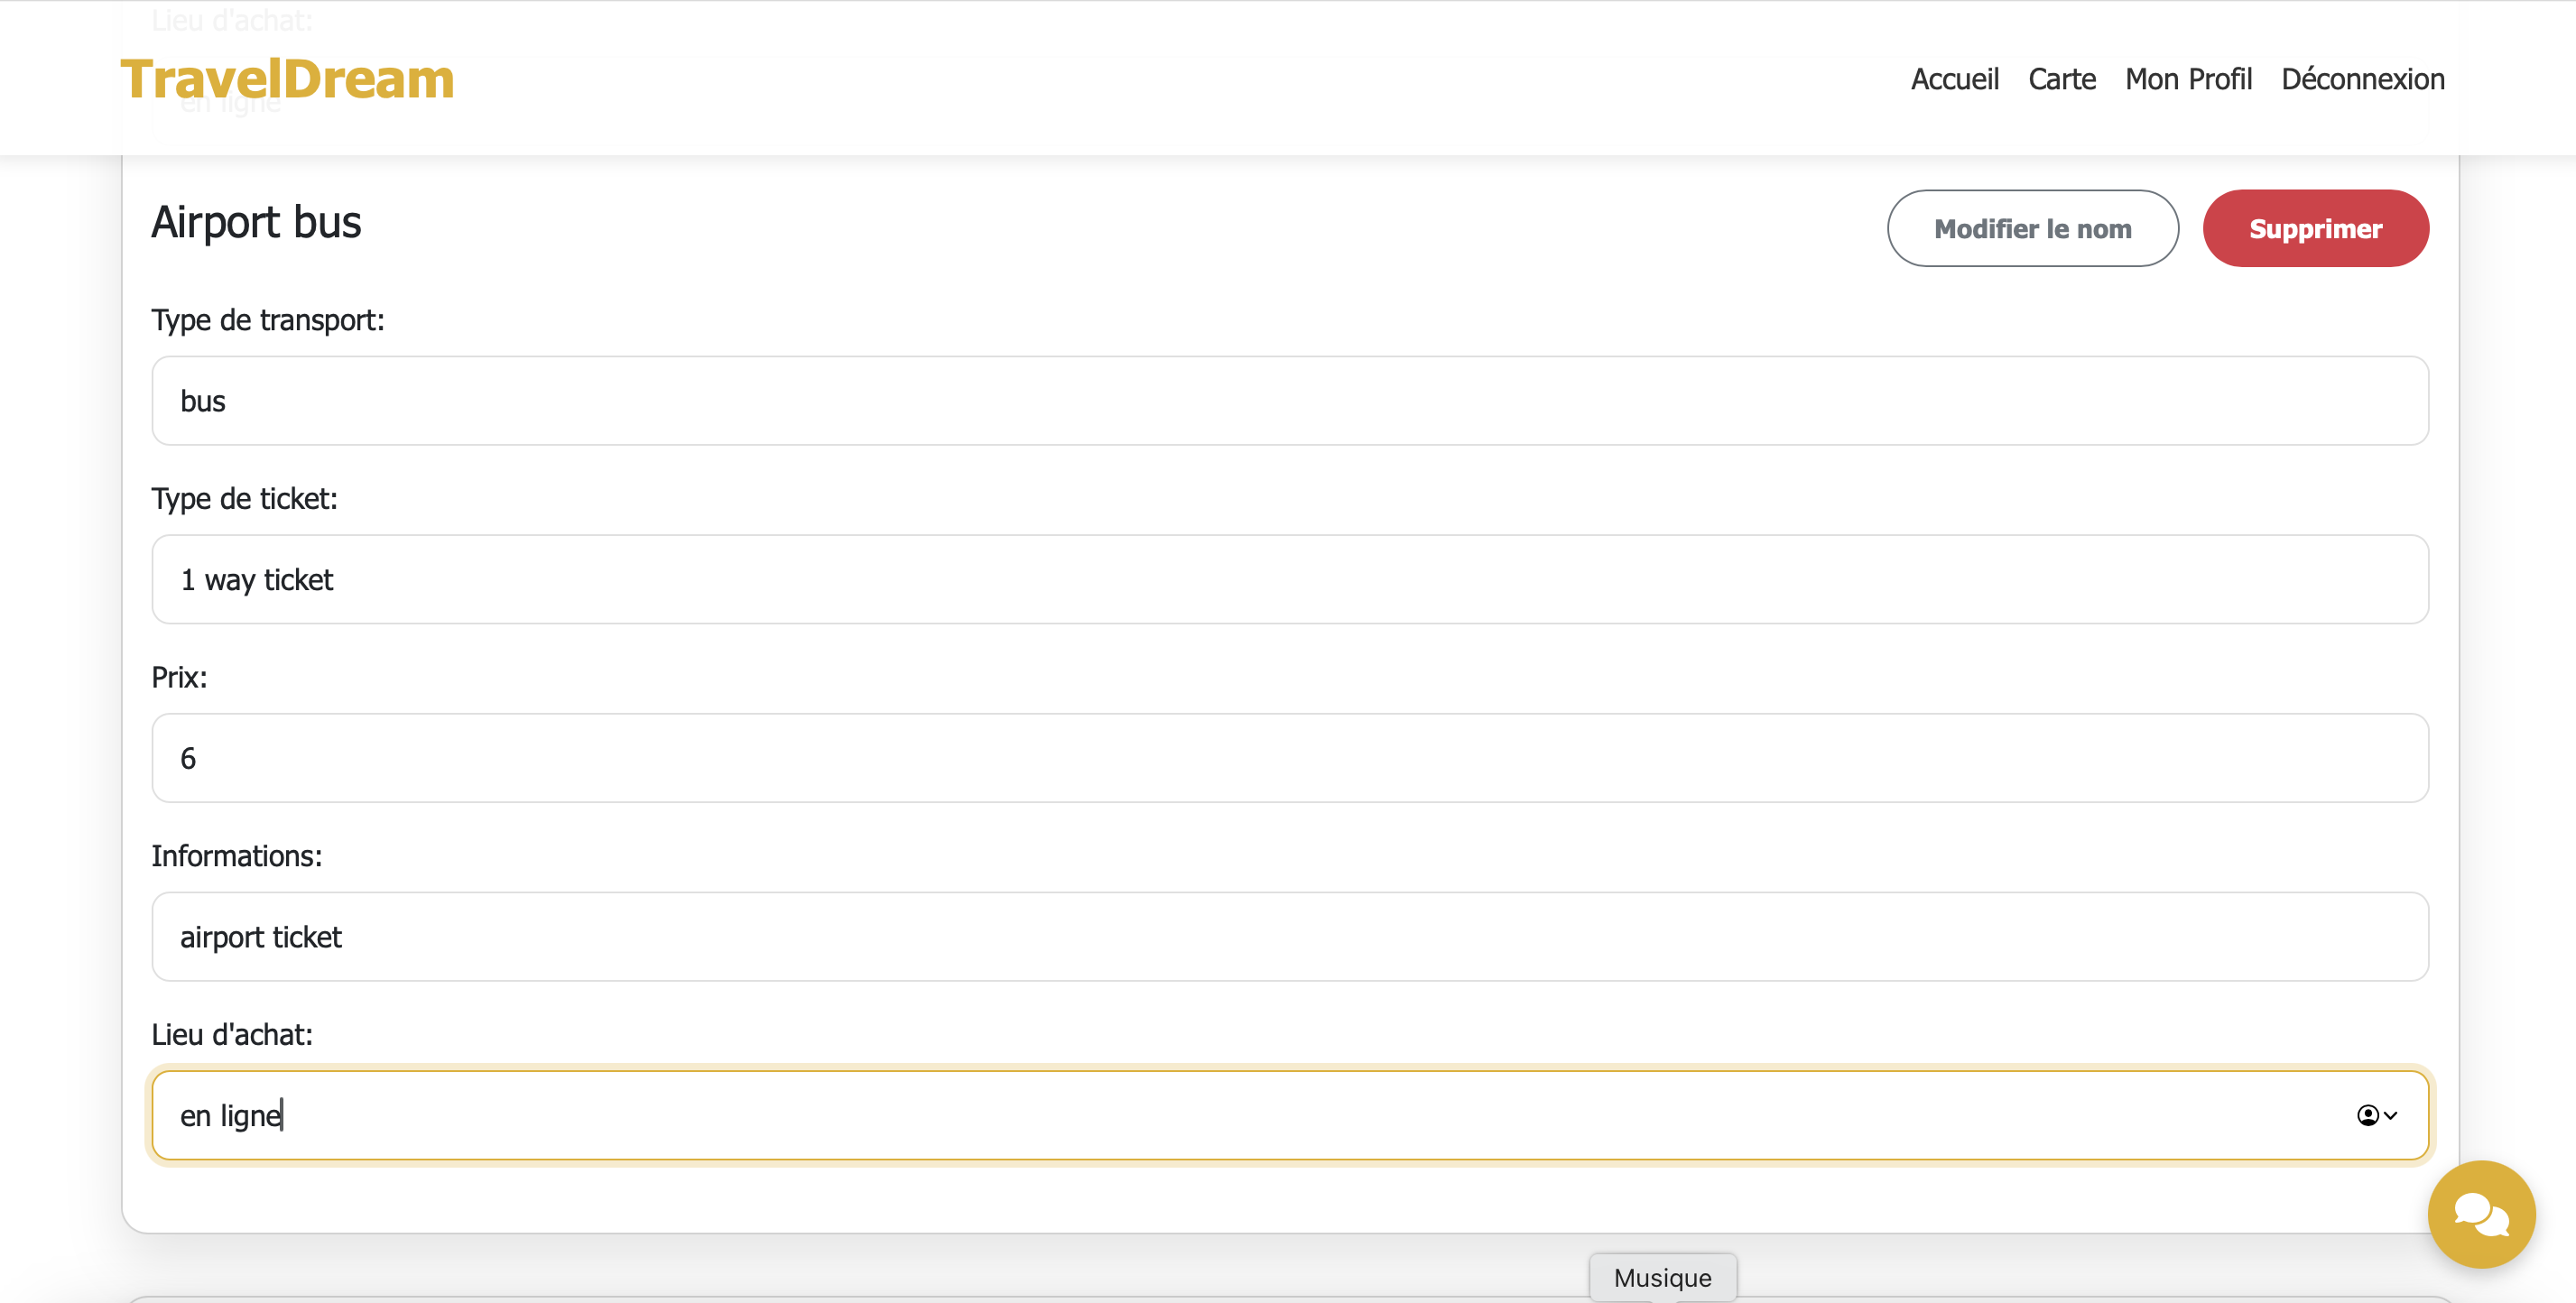 Lieu d'achat:
TravelDream
en ligne
Accueil Carte Mon Profil Déconnexion
Airport bus
Modifier le nom
Supprimer
Type de transport:
bus
Type de ticket:
1 way ticket
Prix:
6
Informations:
airport ticket
Lieu d'achat:
en ligne
Musique